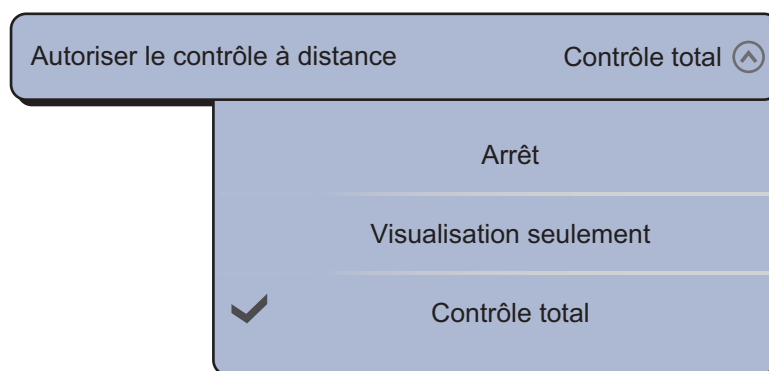 Autoriser le contrôle à distance Contrôle total
Arrêt
Visualisation seulement
Contrôle total